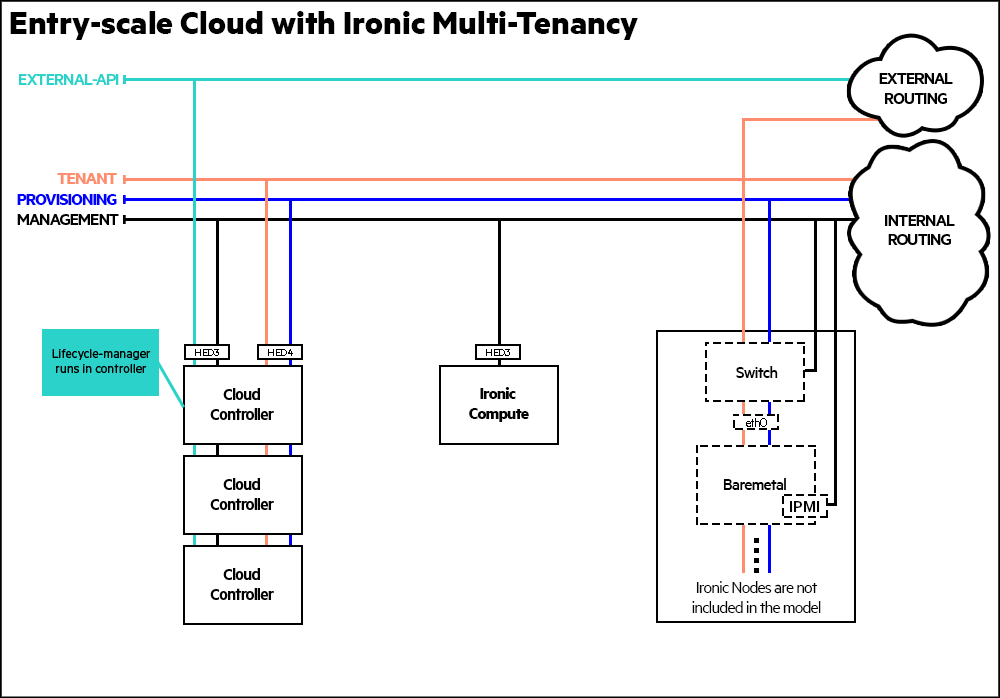 Entry-scale Cloud with Ironic Multi-Tenancy
EXTERNAL-API
EXTERNAL
ROUTING
TENANT
PROVISIONING
MANAGEMENT
INTERNAL
ROUTING
Lifecycle-manager
runs in controller
HED3
HED4
HED3
Cloud
Controller
Ironic
Compute
Switch
eth0
Cloud
Controller
Baremetal
IPMI
Cloud
Controller
Ironic Nodes are not
included in the model